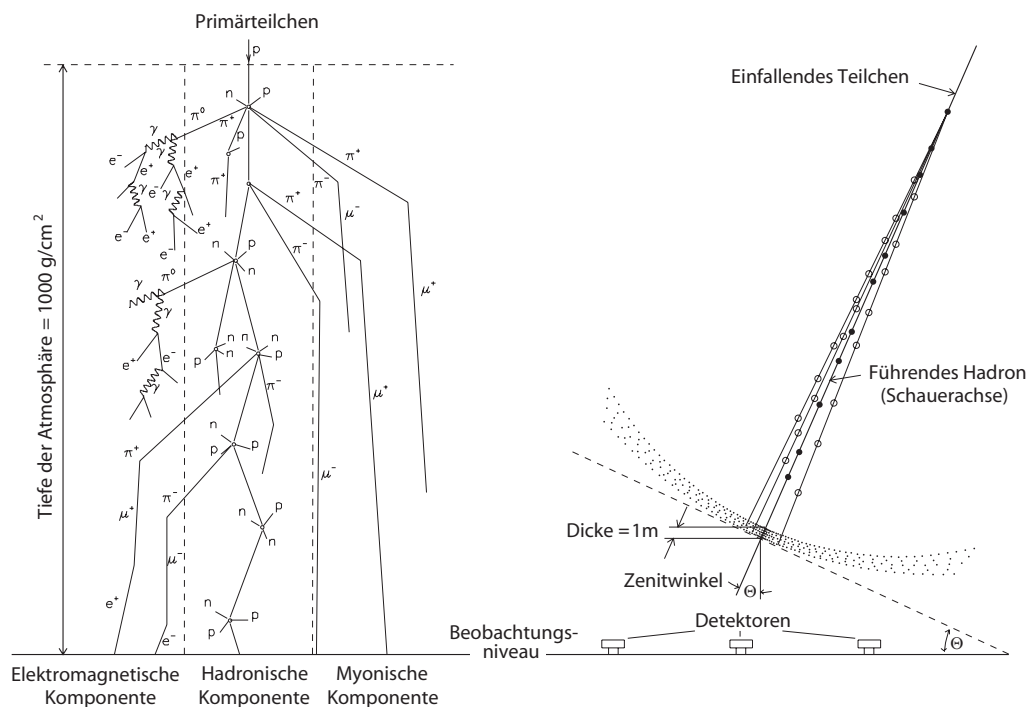 Primärteilchen
p
n
p
π⁰
π⁺
π⁺
γ
γ
e⁻
e⁺
e⁺
p
π⁺
π⁻
e⁻
γ
γ
π⁺
μ⁻
e⁻
e⁺
e⁺
π⁻
e⁻
n
p
n
π⁰
γ
γ
μ⁺
e⁺
e⁻
γ
n
n
p
n
n
p
π⁻
μ⁺
π⁺
n
p
p
μ⁻
π⁻
μ⁺
p
n
μ⁻
e⁺
n
p
p
e⁻
Tiefe der Atmosphäre = 1000 g/cm²
Elektromagnetische
Komponente
Hadronische
Komponente
Myonische
Komponente
Einfallendes Teilchen
Führendes Hadron
(Schauerachse)
Dicke = 1m
Zenitwinkel
Θ
Detektoren
Beobachtungs-
niveau
Θ